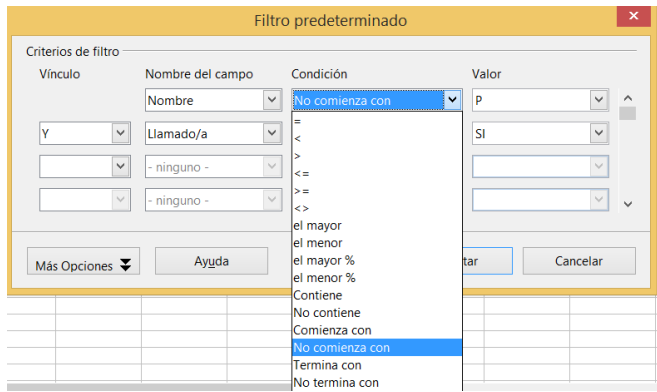 Filtro predeterminado
Criterios de filtro
Vínculo Nombre del campo Condición Valor
Nombre No comienza con P
Y Llamado/a SI
- ninguno -
- ninguno -
=
<
>
<=
>=
<>
el mayor
el menor
el mayor %
el menor %
Contiene
No contiene
Comienza con
No comienza con
Termina con
No termina con
Más Opciones Ayuda tar Cancelar